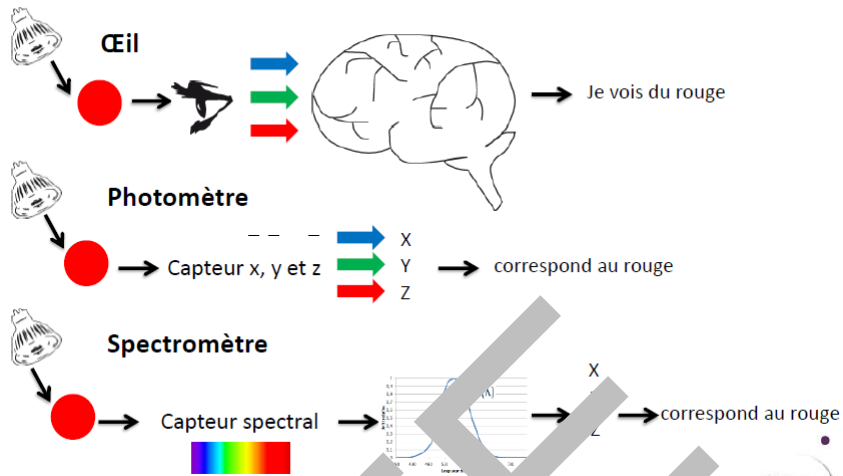 Œil
Je vois du rouge
Photomètre
Capteur x̄, ȳ et z̄
X
Y
Z
correspond au rouge
Spectromètre
Capteur spectral
X
Z
correspond au rouge